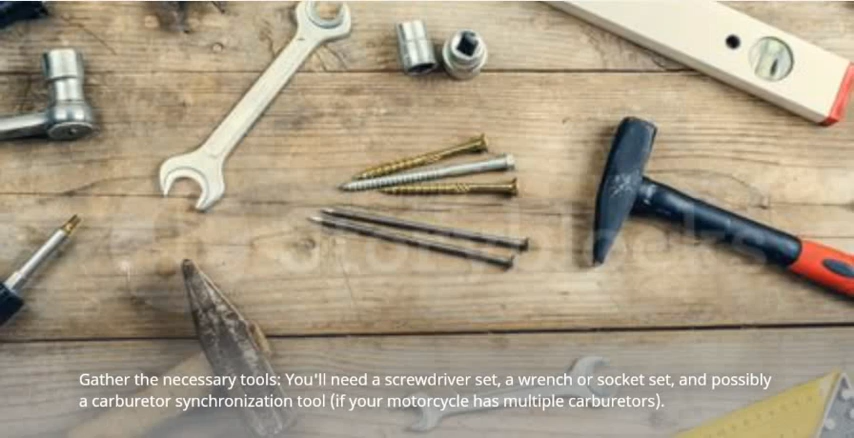 Gather the necessary tools: You'll need a screwdriver set, a wrench or socket set, and possibly
a carburetor synchronization tool (if your motorcycle has multiple carburetors).